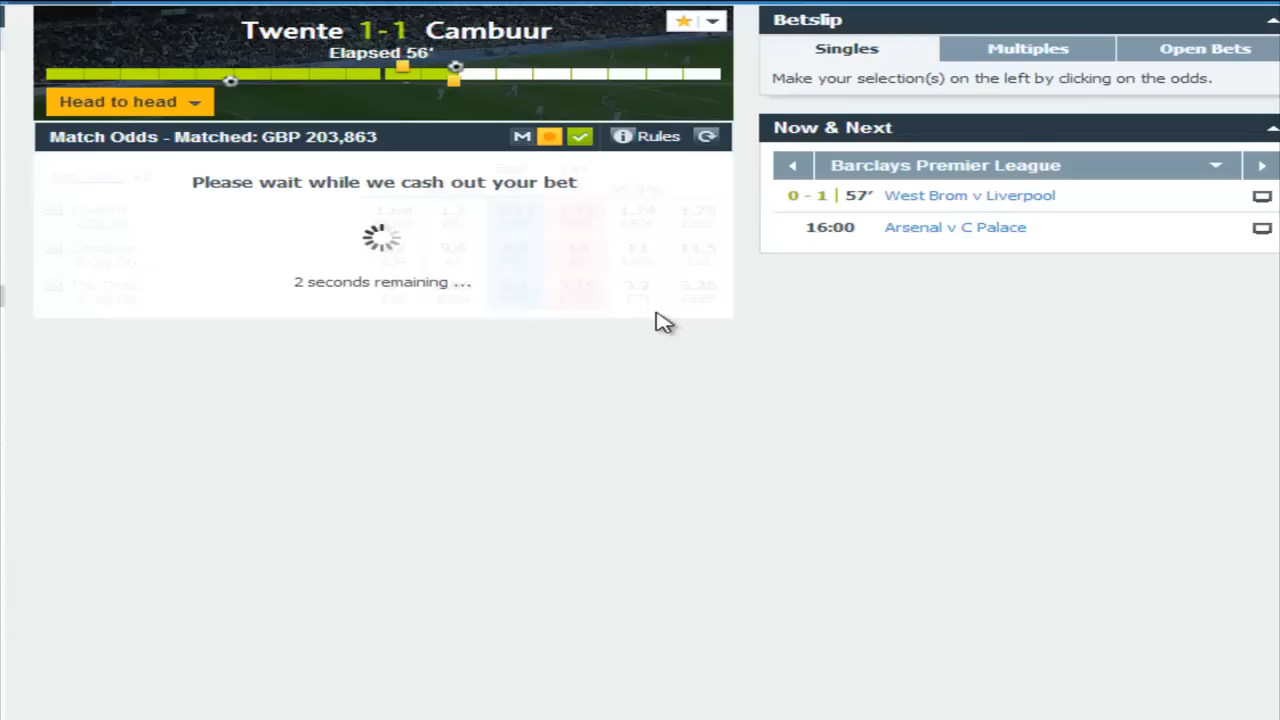 Twente 1-1 Cambuur
Elapsed 56'
Head to head
Match Odds - Matched: GBP 203,863
M
Rules
Please wait while we cash out your bet
2 seconds remaining ...
Betslip
Singles Multiples Open Bets
Make your selection(s) on the left by clicking on the odds.
Now & Next
Barclays Premier League
0 - 1 57' West Brom v Liverpool
16:00 Arsenal v C Palace